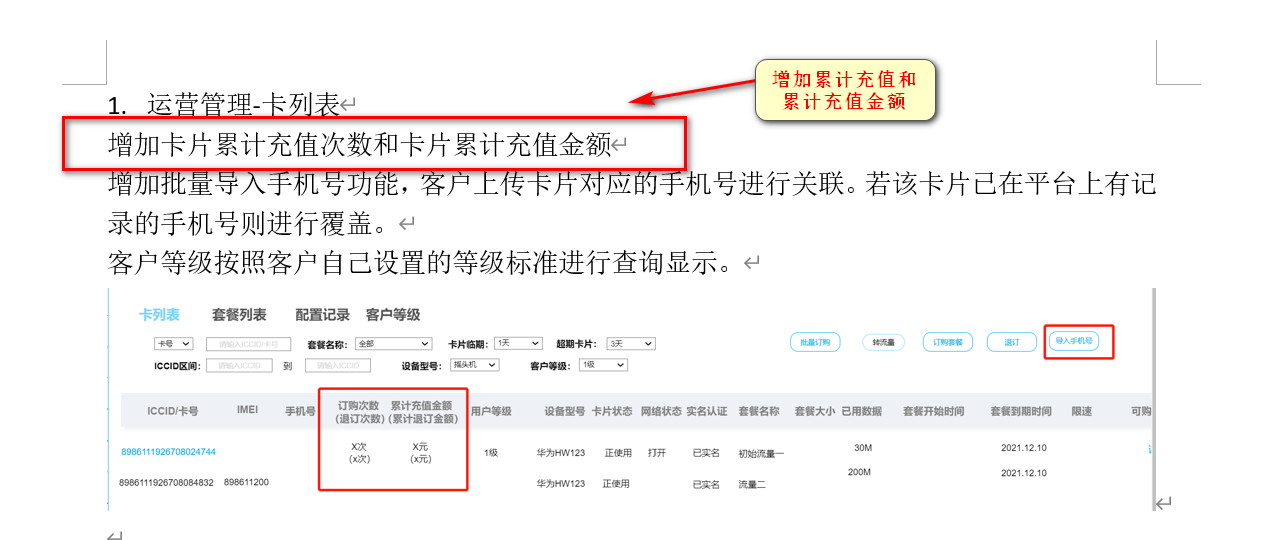 增加累计充值和
累计充值金额
1. 运营管理-卡列表
增加卡片累计充值次数和卡片累计充值金额
增加批量导入手机号功能，客户上传卡片对应的手机号进行关联。若该卡片已在平台上有记
录的手机号则进行覆盖。
客户等级按照客户自己设置的等级标准进行查询显示。
卡列表 套餐列表 配置记录 客户等级
卡号 请输入ICCID/卡号 套餐名称： 全部 卡片临期： 1天 超期卡片： 3天 批量订购 转流量 订购套餐 退订 导入手机号
ICCID区间： 请输入ICCID 到 请输入ICCID 设备型号： 摇头机 客户等级： 1级
ICCID/卡号 IMEI 手机号 订购次数 累计充值金额 用户等级 设备型号 卡片状态 网络状态 实名认证 套餐名称 套餐大小 已用数据 套餐开始时间 套餐到期时间 限速 可购
(退订次数) (累计退订金额)
8986111926708024744 X次 X元 1级 华为HW123 正使用 打开 已实名 初始流量一 30M 2021.12.10
(x次) (x元)
8986111926708084832 898611200 华为HW123 正使用 已实名 流量二 200M 2021.12.10